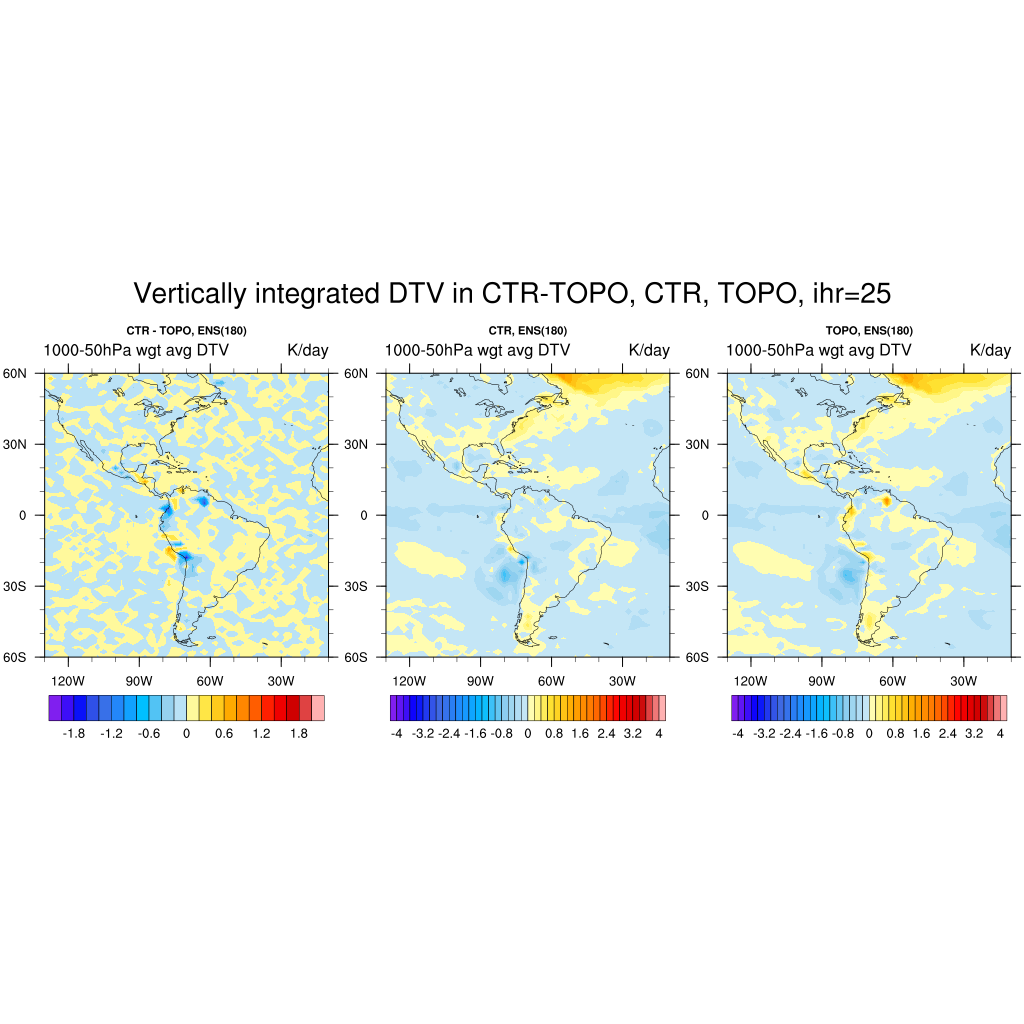 Vertically integrated DTV in CTR-TOPO, CTR, TOPO, ihr=25
CTR - TOPO, ENS(180)
1000-50hPa wgt avg DTV K/day
60N
30N
0
30S
60S
120W 90W 60W 30W
-1.8 -1.2 -0.6 0 0.6 1.2 1.8
CTR, ENS(180)
1000-50hPa wgt avg DTV K/day
60N
30N
0
30S
60S
120W 90W 60W 30W
-4 -3.2 -2.4 -1.6 -0.8 0 0.8 1.6 2.4 3.2 4
TOPO, ENS(180)
1000-50hPa wgt avg DTV K/day
60N
30N
0
30S
60S
120W 90W 60W 30W
-4 -3.2 -2.4 -1.6 -0.8 0 0.8 1.6 2.4 3.2 4